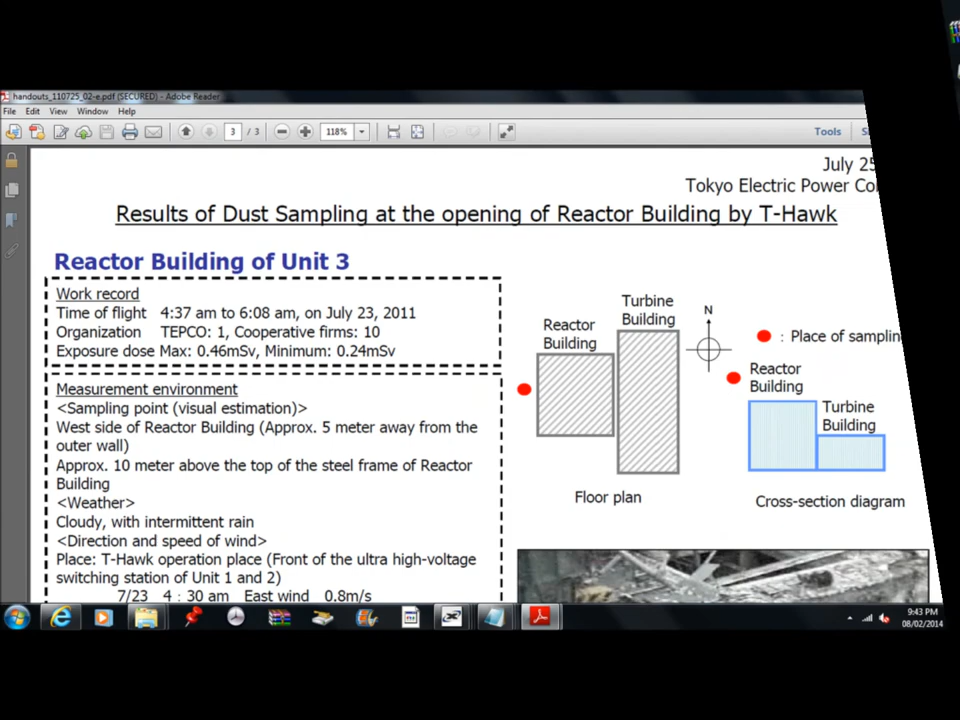 handouts_110725_02-e.pdf (SECURED) - Adobe Reader
File Edit View Window Help
3 / 3 118% Tools
July 25
Tokyo Electric Power
Results of Dust Sampling at the opening of Reactor Building by T-Hawk
Reactor Building of Unit 3
Work record
Time of flight 4:37 am to 6:08 am, on July 23, 2011
Organization TEPCO: 1, Cooperative firms: 10
Exposure dose Max: 0.46mSv, Minimum: 0.24mSv
Measurement environment
<Sampling point (visual estimation)>
West side of Reactor Building (Approx. 5 meter away from the
outer wall)
Approx. 10 meter above the top of the steel frame of Reactor
Building
<Weather>
Cloudy, with intermittent rain
<Direction and speed of wind>
Place: T-Hawk operation place (Front of the ultra high-voltage
switching station of Unit 1 and 2)
7/23 4 : 30 am East wind 0.8m/s
Reactor
Building
Turbine
Building
N
: Place of samplin
Reactor
Building
Turbine
Building
Floor plan
Cross-section diagram
9:43 PM
08/02/2014